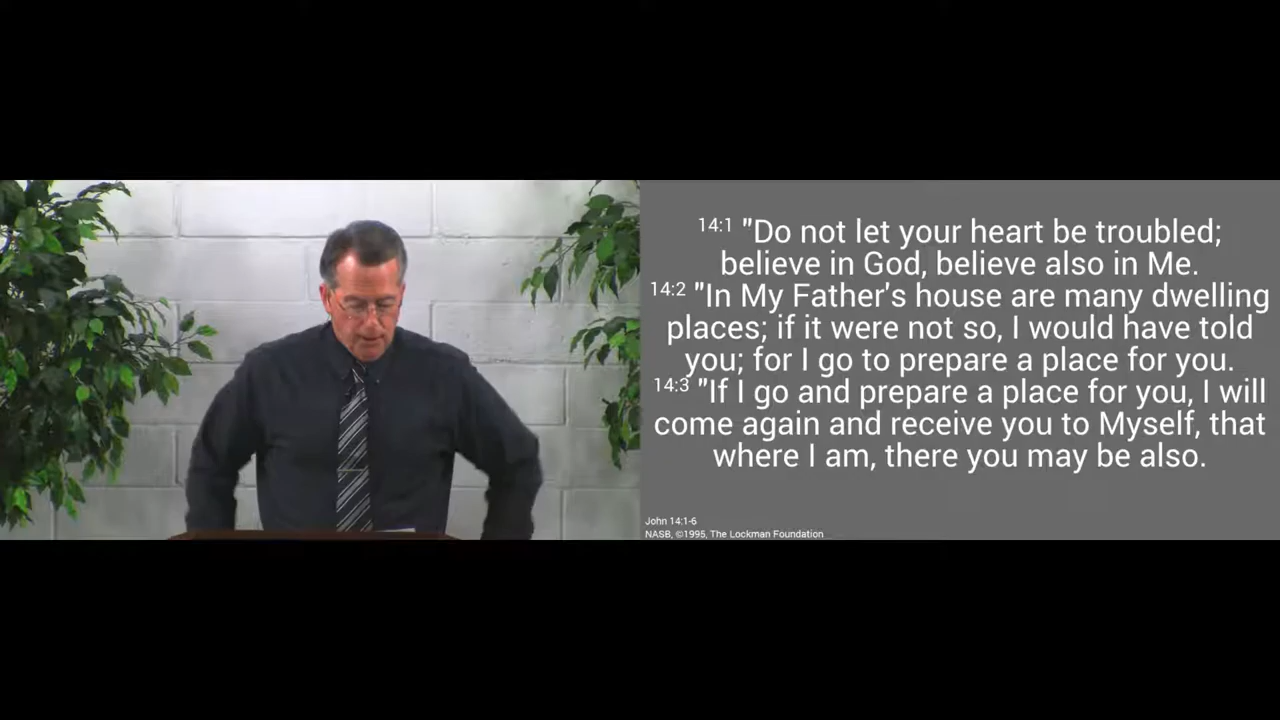 14:1 "Do not let your heart be troubled;
believe in God, believe also in Me.
14:2 "In My Father's house are many dwelling
places; if it were not so, I would have told
you; for I go to prepare a place for you.
14:3 "If I go and prepare a place for you, I will
come again and receive you to Myself, that
where I am, there you may be also.
John 14:1-6
NASB, ©1995, The Lockman Foundation